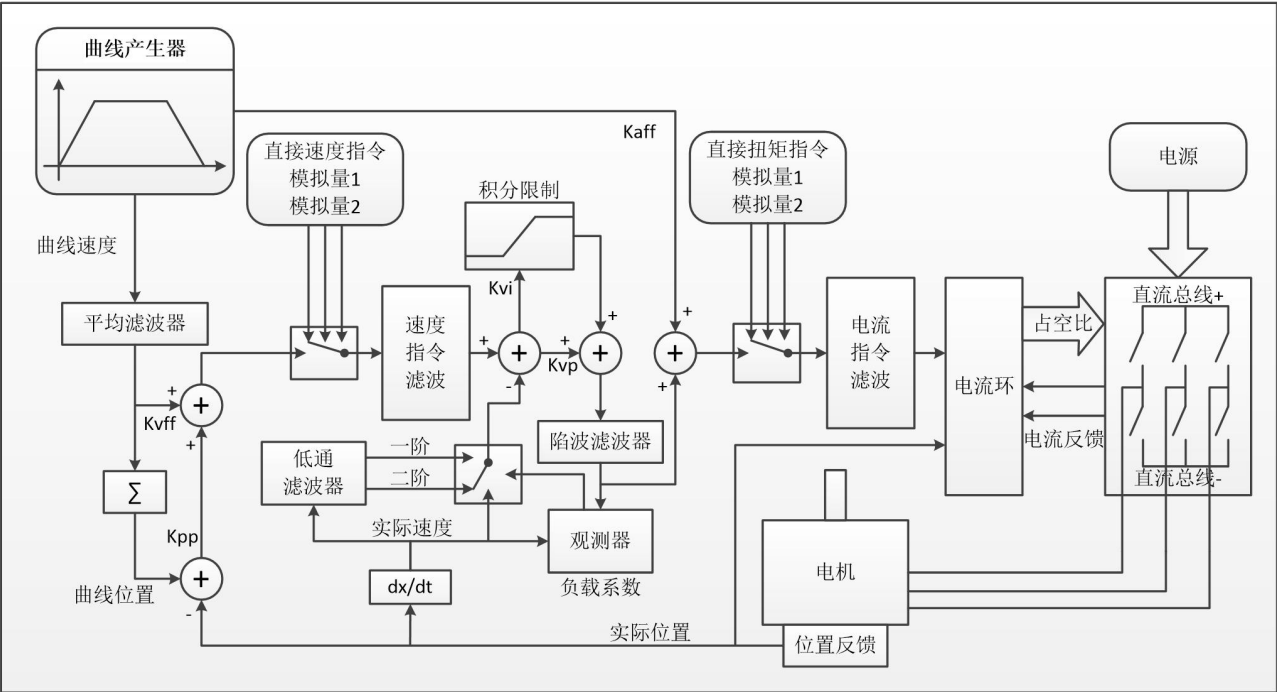 曲线产生器
Kaff
直接速度指令
模拟量1
模拟量2
直接扭矩指令
模拟量1
模拟量2
电源
积分限制
曲线速度
Kvi
平均滤波器
速度
指令
滤波
电流
指令
滤波
电流环
占空比
直流总线+
+
+
+
+
+
-
+
+
+
+
+
Kvp
Kvff
+
+
电流反馈
直流总线-
陷波滤波器
低通
滤波器
一阶
二阶
∑
实际速度
观测器
负载系数
Kpp
+
-
曲线位置
dx/dt
电机
实际位置
位置反馈